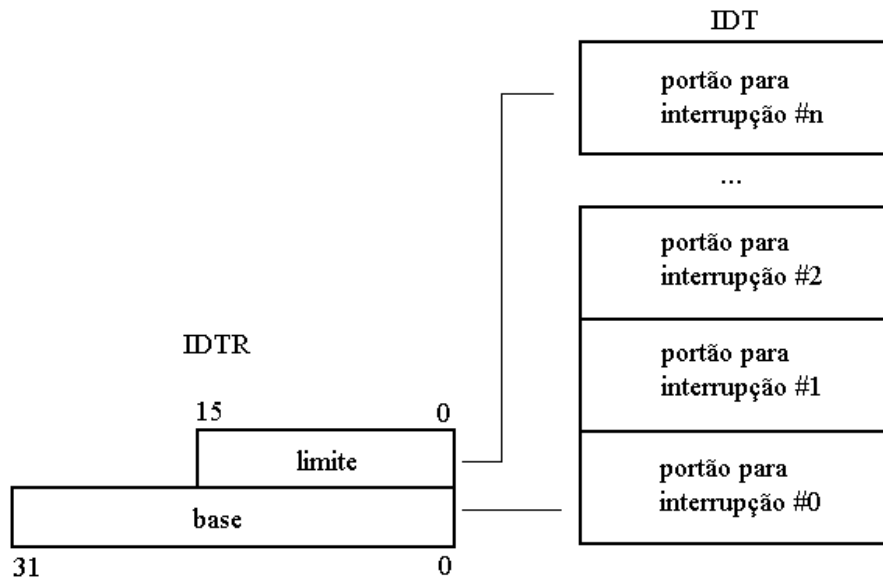 IDT
portão para
interrupção #n
...
portão para
interrupção #2
IDTR
portão para
interrupção #1
15 0
limite
portão para
interrupção #0
base
31 0